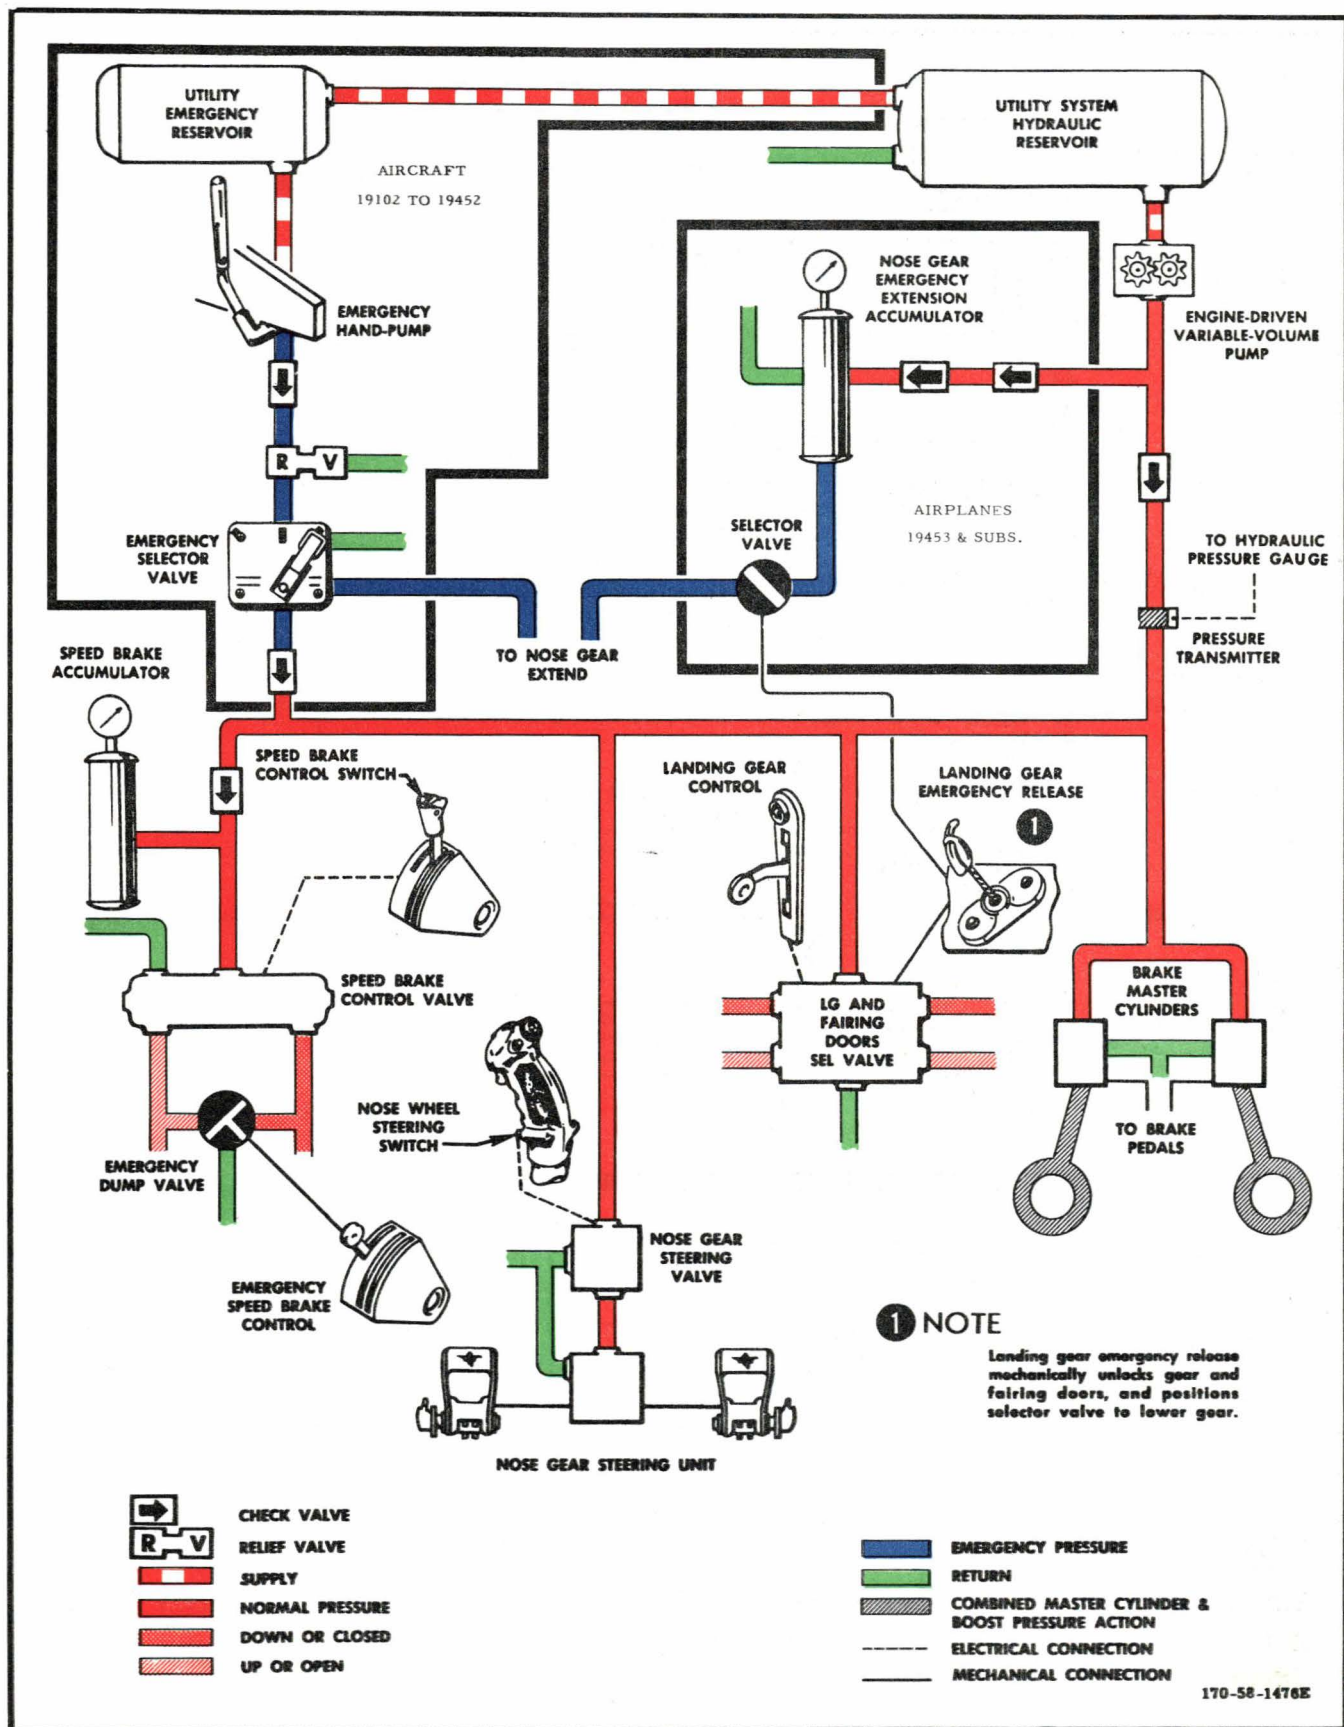 UTILITY
EMERGENCY
RESERVOIR
UTILITY SYSTEM
HYDRAULIC
RESERVOIR
AIRCRAFT
19102 TO 19452
EMERGENCY
HAND-PUMP
NOSE GEAR
EMERGENCY
EXTENSION
ACCUMULATOR
ENGINE-DRIVEN
VARIABLE-VOLUME
PUMP
R V
EMERGENCY
SELECTOR
VALVE
SELECTOR
VALVE
AIRPLANES
19453 & SUBS.
TO HYDRAULIC
PRESSURE GAUGE
PRESSURE
TRANSMITTER
TO NOSE GEAR
EXTEND
SPEED BRAKE
ACCUMULATOR
SPEED BRAKE
CONTROL SWITCH
LANDING GEAR
CONTROL
LANDING GEAR
EMERGENCY RELEASE
1
SPEED BRAKE
CONTROL VALVE
LG AND
FAIRING
DOORS
SEL VALVE
BRAKE
MASTER
CYLINDERS
NOSE WHEEL
STEERING
SWITCH
TO BRAKE
PEDALS
EMERGENCY
DUMP VALVE
NOSE GEAR
STEERING
VALVE
EMERGENCY
SPEED BRAKE
CONTROL
1 NOTE
Landing gear emergency release
mechanically unlocks gear and
fairing doors, and positions
selector valve to lower gear.
NOSE GEAR STEERING UNIT
CHECK VALVE
R V RELIEF VALVE
SUPPLY
NORMAL PRESSURE
DOWN OR CLOSED
UP OR OPEN
EMERGENCY PRESSURE
RETURN
COMBINED MASTER CYLINDER &
BOOST PRESSURE ACTION
ELECTRICAL CONNECTION
MECHANICAL CONNECTION
170-58-1476E